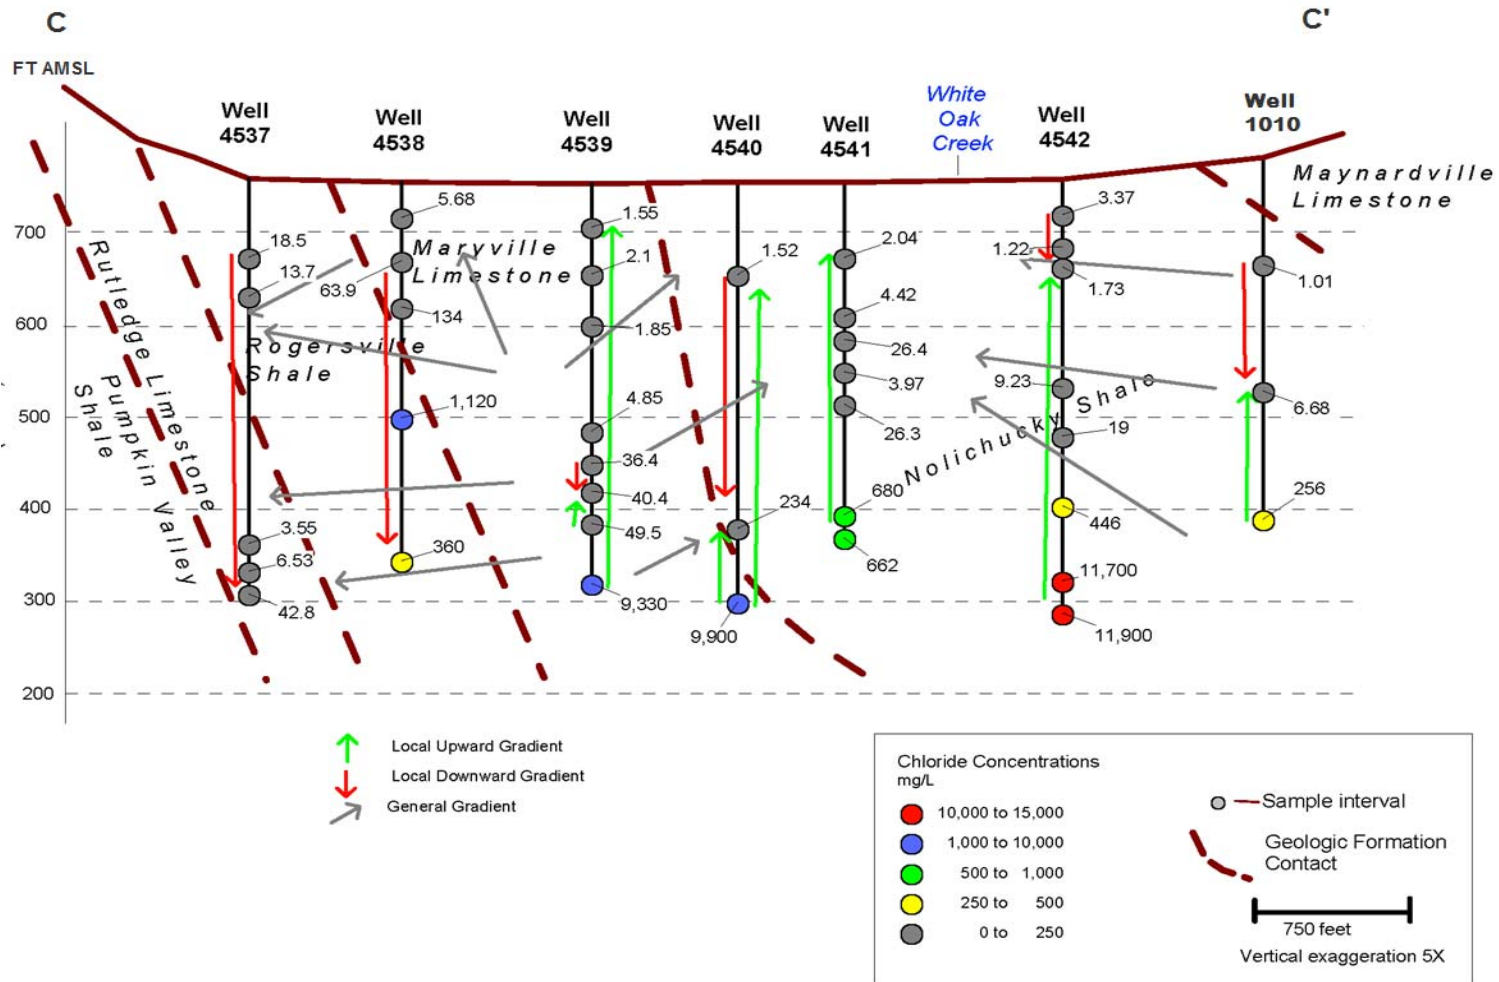 C
C'
FT AMSL
Well
4537
Well
4538
Well
4539
Well
4540
Well
4541
White
Oak
Creek
Well
4542
Well
1010
Maynardville
Limestone
700
600
500
400
300
200
18.5
13.7
3.55
6.53
42.8
5.68
63.9
134
1,120
360
1.55
2.1
1.85
4.85
36.4
40.4
49.5
9,330
1.52
234
9,900
2.04
4.42
26.4
3.97
26.3
680
662
3.37
1.22
1.73
9.23
19
446
11,700
11,900
1.01
6.68
256
Maryville
Limestone
Rogersville
Shale
Rutledge Limestone
Pumpkin Valley
Shale
Nolichucky Shale
Local Upward Gradient
Local Downward Gradient
General Gradient
Chloride Concentrations
mg/L
10,000 to 15,000
1,000 to 10,000
500 to 1,000
250 to 500
0 to 250
Sample interval
Geologic Formation
Contact
750 feet
Vertical exaggeration 5X